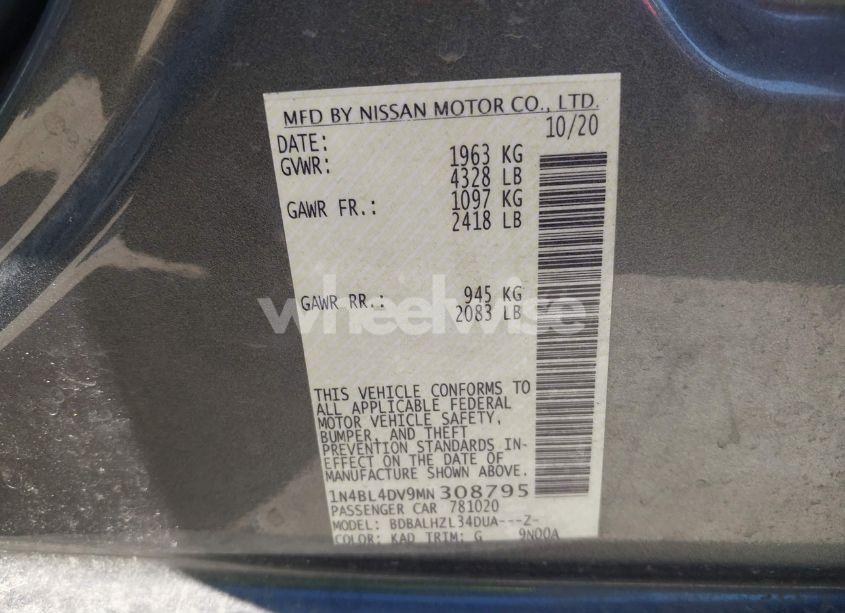 MFD BY NISSAN MOTOR CO., LTD.
DATE: 10/20
GVWR: 1963 KG
4328 LB
GAWR FR.: 1097 KG
2418 LB
GAWR RR.: 945 KG
2083 LB
wheelwise
THIS VEHICLE CONFORMS TO
ALL APPLICABLE FEDERAL
MOTOR VEHICLE SAFETY,
BUMPER, AND THEFT
PREVENTION STANDARDS IN-
EFFECT ON THE DATE OF
MANUFACTURE SHOWN ABOVE.
1N4BL4DV9MN308795
PASSENGER CAR 781020
MODEL: BDBALHZL34DUA---Z-
COLOR: KAD TRIM: G 9N00A